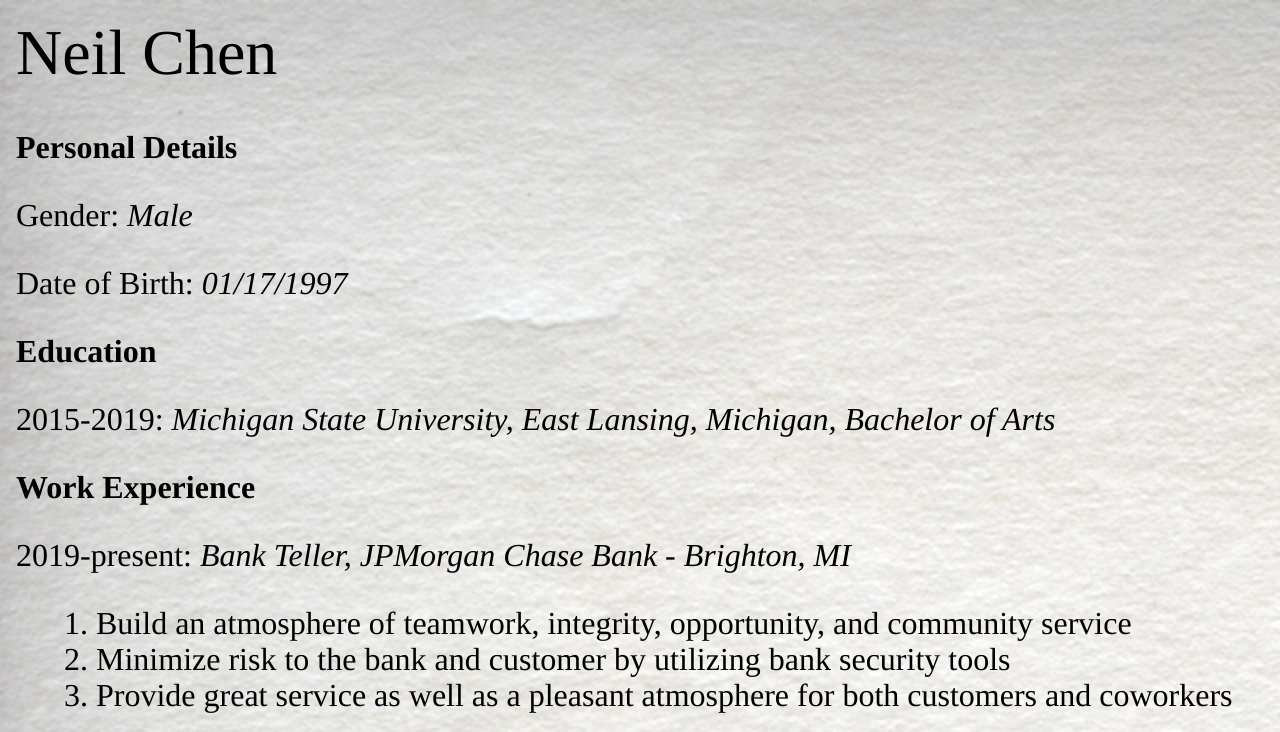 Neil Chen
Personal Details
Gender: Male
Date of Birth: 01/17/1997
Education
2015-2019: Michigan State University, East Lansing, Michigan, Bachelor of Arts
Work Experience
2019-present: Bank Teller, JPMorgan Chase Bank - Brighton, MI
1. Build an atmosphere of teamwork, integrity, opportunity, and community service
2. Minimize risk to the bank and customer by utilizing bank security tools
3. Provide great service as well as a pleasant atmosphere for both customers and coworkers